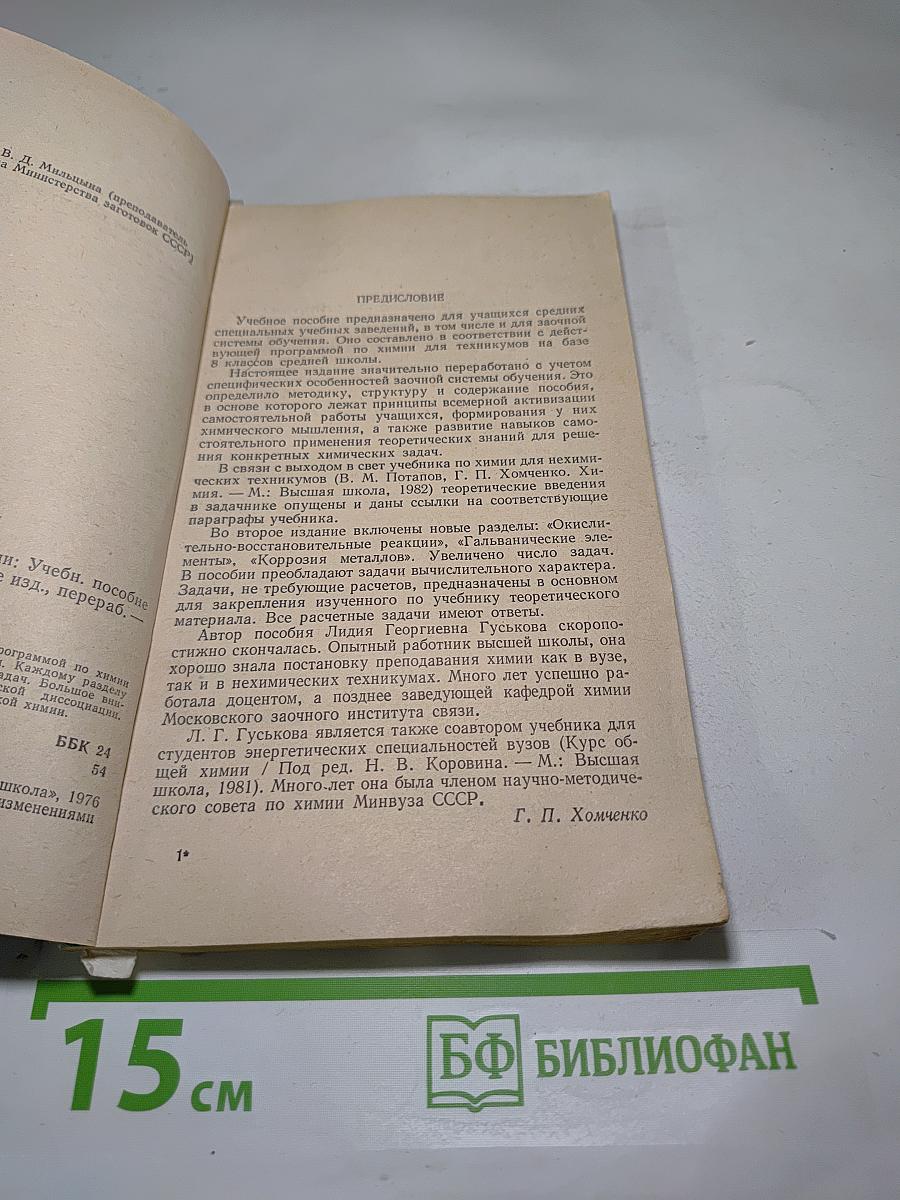 В. Д. Мильцына (преподаватель
а Министерства заготовок СССР)
ии: Учебн. пособие
е изд., перераб. —
рограммой по химии
и. Каждому разделу
адач. Большое вни-
ской диссоциации,
кой химии.
ББК 24
54
школа», 1976
изменениями
ПРЕДИСЛОВИЕ
Учебное пособие предназначено для учащихся средних
специальных учебных заведений, в том числе и для заочной
системы обучения. Оно составлено в соответствии с дейст-
вующей программой по химии для техникумов на базе
8 классов средней школы.
Настоящее издание значительно переработано с учетом
специфических особенностей заочной системы обучения. Это
определило методику, структуру и содержание пособия,
в основе которого лежат принципы всемерной активизации
самостоятельной работы учащихся, формирования у них
химического мышления, а также развитие навыков само-
стоятельного применения теоретических знаний для реше-
ния конкретных химических задач.
В связи с выходом в свет учебника по химии для нехими-
ческих техникумов (В. М. Потапов, Г. П. Хомченко. Хи-
мия. — М.: Высшая школа, 1982) теоретические введения
в задачнике опущены и даны ссылки на соответствующие
параграфы учебника.
Во второе издание включены новые разделы: «Окисли-
тельно-восстановительные реакции», «Гальванические эле-
менты», «Коррозия металлов». Увеличено число задач.
В пособии преобладают задачи вычислительного характера.
Задачи, не требующие расчетов, предназначены в основном
для закрепления изученного по учебнику теоретического
материала. Все расчетные задачи имеют ответы.
Автор пособия Лидия Георгиевна Гуськова скоропо-
стижно скончалась. Опытный работник высшей школы, она
хорошо знала постановку преподавания химии как в вузе,
так и в нехимических техникумах. Много лет успешно ра-
ботала доцентом, а позднее заведующей кафедрой химии
Московского заочного института связи.
Л. Г. Гуськова является также соавтором учебника для
студентов энергетических специальностей вузов (Курс об-
щей химии / Под ред. Н. В. Коровина. — М.: Высшая
школа, 1981). Много лет она была членом научно-методиче-
ского совета по химии Минвуза СССР.
Г. П. Хомченко
1*
15 см
БФ БИБЛИОФАН